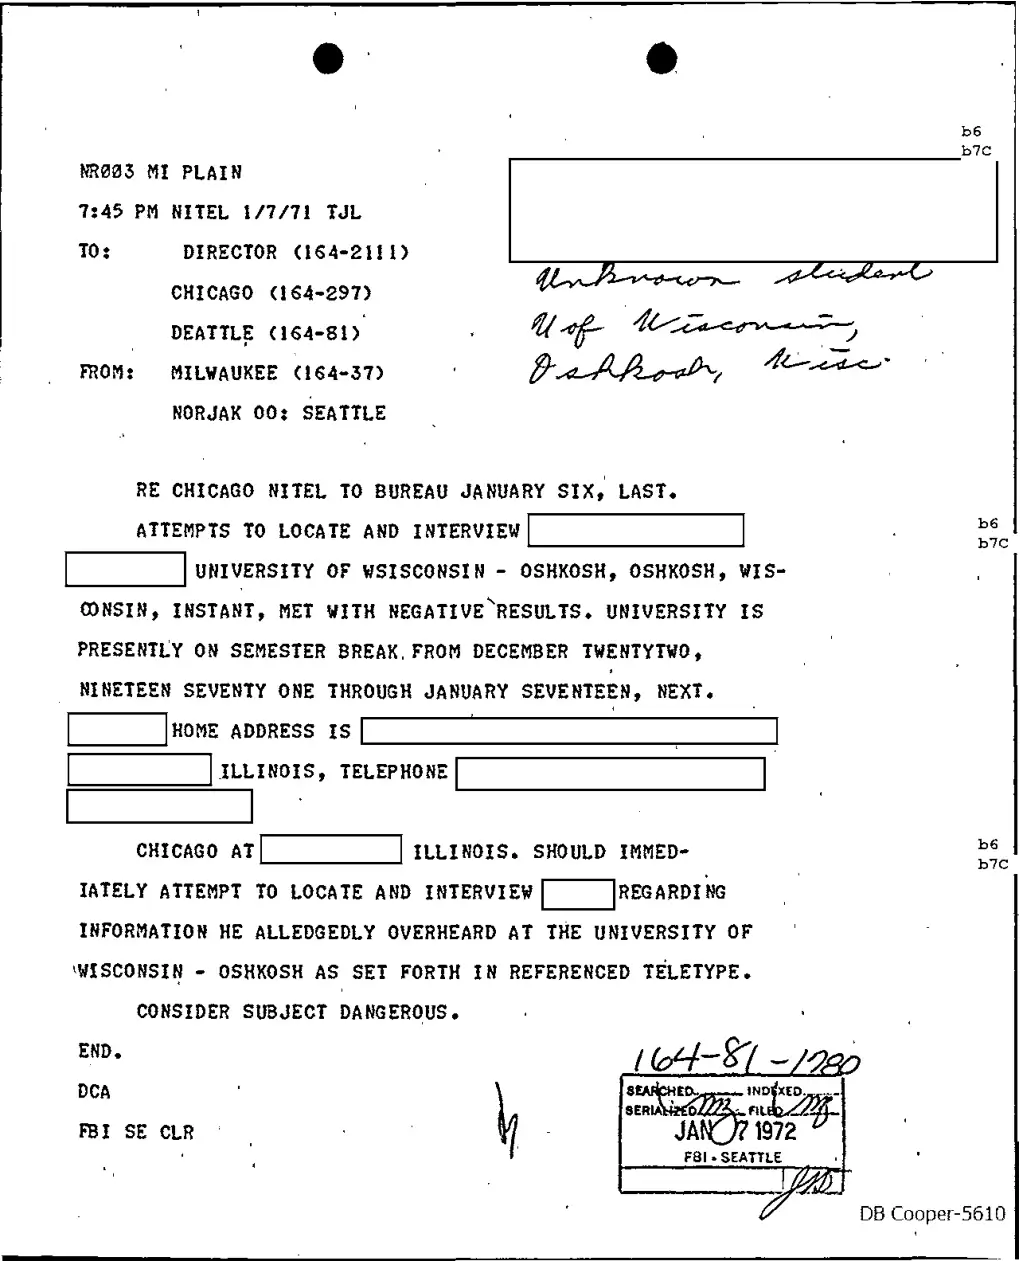 b6
b7C
NR003 MI PLAIN
7:45 PM NITEL 1/7/71 TJL
TO: DIRECTOR (164-2111)
CHICAGO (164-297)
DEATTLE (164-81)
FROM: MILWAUKEE (164-37)
NORJAK OO: SEATTLE
Unknown student
U of Wisconsin,
Oshkosh, Wisc.
RE CHICAGO NITEL TO BUREAU JANUARY SIX, LAST.
ATTEMPTS TO LOCATE AND INTERVIEW
b6
b7C
UNIVERSITY OF WSISCONSIN - OSHKOSH, OSHKOSH, WIS-
CONSIN, INSTANT, MET WITH NEGATIVE RESULTS. UNIVERSITY IS
PRESENTLY ON SEMESTER BREAK FROM DECEMBER TWENTYTWO,
NINETEEN SEVENTY ONE THROUGH JANUARY SEVENTEEN, NEXT.
HOME ADDRESS IS
ILLINOIS, TELEPHONE
CHICAGO AT ILLINOIS. SHOULD IMMED-
b6
b7C
IATELY ATTEMPT TO LOCATE AND INTERVIEW REGARDING
INFORMATION HE ALLEDGEDLY OVERHEARD AT THE UNIVERSITY OF
WISCONSIN - OSHKOSH AS SET FORTH IN REFERENCED TELETYPE.
CONSIDER SUBJECT DANGEROUS.
END.
DCA
FBI SE CLR
164-81-1780
SEARCHED INDEXED
SERIALIZED FILED
JAN 07 1972
FBI - SEATTLE
DB Cooper-5610